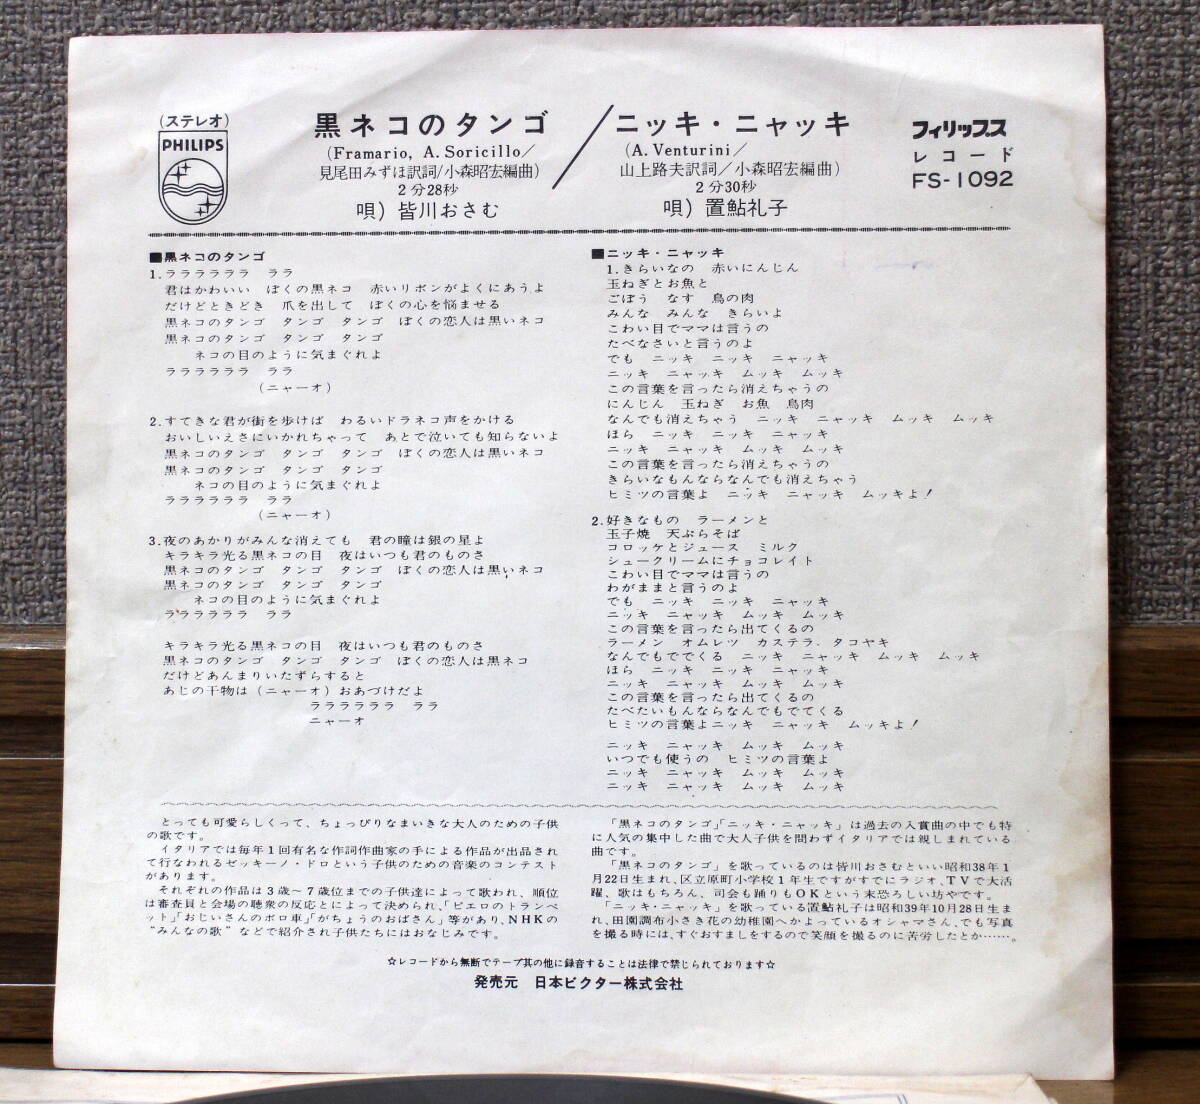 (ステレオ)
PHILIPS
黒ネコのタンゴ
(Framario, A. Soricillo/
見尾田みずほ訳詞/小森昭宏編曲)
2分28秒
唄) 皆川おさむ
/
ニッキ・ニャッキ
(A. Venturini/
山上路夫訳詞/小森昭宏編曲)
2分30秒
唄) 置鮎礼子
フィリップス
レコード
FS-1092
■黒ネコのタンゴ
1.ララララララ ララ
君はかわいい ぼくの黒ネコ 赤いリボンがよくにあうよ
だけどときどき 爪を出して ぼくの心を悩ませる
黒ネコのタンゴ タンゴ タンゴ ぼくの恋人は黒いネコ
黒ネコのタンゴ タンゴ タンゴ
ネコの目のように気まぐれよ
ララララララ ララ
(ニャーオ)
2.すてきな君が街を歩けば わるいドラネコ声をかける
おいしいえさにいかれちゃって あとで泣いても知らないよ
黒ネコのタンゴ タンゴ タンゴ ぼくの恋人は黒いネコ
黒ネコのタンゴ タンゴ タンゴ
ネコの目のように気まぐれよ
ララララララ ララ
(ニャーオ)
3.夜のあかりがみんな消えても 君の瞳は銀の星よ
キラキラ光る黒ネコの目 夜はいつも君のものさ
黒ネコのタンゴ タンゴ タンゴ ぼくの恋人は黒いネコ
黒ネコのタンゴ タンゴ タンゴ
ネコの目のように気まぐれよ
ララララララ ララ
キラキラ光る黒ネコの目 夜はいつも君のものさ
黒ネコのタンゴ タンゴ タンゴ ぼくの恋人は黒ネコ
だけどあんまりいたずらすると
あじの干物は(ニャーオ)おあづけだよ
ララララララ ララ
ニャーオ
■ニッキ・ニャッキ
1.きらいなの 赤いにんじん
玉ねぎとお魚と
ごぼう なす 鳥の肉
みんな みんな きらいよ
こわい目でママは言うの
たべなさいと言うのよ
でも ニッキ ニッキ ニャッキ
ニッキ ニャッキ ムッキ ムッキ
この言葉を言ったら消えちゃうの
にんじん 玉ねぎ お魚 鳥肉
なんでも消えちゃう ニッキ ニャッキ ムッキ ムッキ
ほら ニッキ ニッキ ニャッキ
ニッキ ニャッキ ムッキ ムッキ
この言葉を言ったら消えちゃうの
きらいなもんならなんでも消えちゃう
ヒミツの言葉よ ニッキ ニャッキ ムッキよ!
2.好きなもの ラーメンと
玉子焼 天ぷらそば
コロッケとジュース ミルク
シュークリームにチョコレイト
こわい目でママは言うの
わがままと言うのよ
でも ニッキ ニッキ ニャッキ
ニッキ ニャッキ ムッキ ムッキ
この言葉を言ったら出てくるの
ラーメン オムレツ カステラ、タコヤキ
なんでもでてくる ニッキ ニャッキ ムッキ ムッキ
ほら ニッキ ニッキ ニャッキ
ニッキ ニャッキ ムッキ ムッキ
この言葉を言ったら出てくるの
たべたいもんならなんでもでてくる
ヒミツの言葉よニッキ ニャッキ ムッキよ!
ニッキ ニャッキ ムッキ ムッキ
いつでも使うの ヒミツの言葉よ
ニッキ ニャッキ ムッキ ムッキ
ニッキ ニャッキ ムッキ ムッキ
とっても可愛らしくって、ちょっぴりなまいきな大人のための子供
の歌です。
イタリアでは毎年1回有名な作詞作曲家の手による作品が出品され
て行なわれるゼッキーノ・ドロという子供のための音楽のコンテスト
があります。
それぞれの作品は3歳〜7歳位までの子供達によって歌われ、順位
は審査員と会場の聴衆の反応とによって決められ、「ピエロのトランペ
ット」「おじいさんのボロ車」「がちょうのおばさん」等があり、NHKの
“みんなの歌”などで紹介され子供たちにはおなじみです。
「黒ネコのタンゴ」「ニッキ・ニャッキ」は過去の入賞曲の中でも特
に人気の集中した曲で大人子供を問わずイタリアでは親しまれている
曲です。
「黒ネコのタンゴ」を歌っているのは皆川おさむといい昭和38年1
月22日生まれ、区立原町小学校1年生ですがすでにラジオ、TVで大活
躍、歌はもちろん、司会も踊りもOKという末恐ろしい坊やです。
「ニッキ・ニャッキ」を歌っている置鮎礼子は昭和39年10月28日生ま
れ、田園調布小さき花の幼稚園へかよっているオシャマさん、でも写真
を撮る時には、すぐおすましをするので笑顔を撮るのに苦労したとか……。
☆レコードから無断でテープ其の他に録音することは法律で禁じられております☆
発売元 日本ビクター株式会社